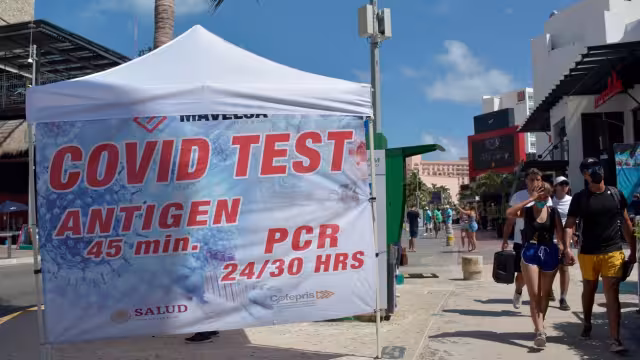 MAVELSA
COVID TEST
ANTIGEN
45 min.
PCR
24/30 HRS
SALUD
Cofepris